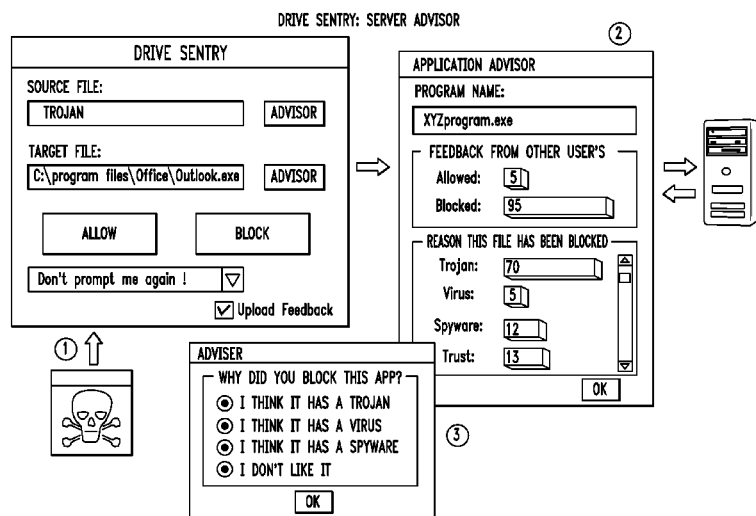 DRIVE SENTRY: SERVER ADVISOR
DRIVE SENTRY
SOURCE FILE:
TROJAN
ADVISOR
TARGET FILE:
C:\program files\Office\Outlook.exe
ADVISOR
ALLOW
BLOCK
Don't prompt me again !
Upload Feedback
1
2
APPLICATION ADVISOR
PROGRAM NAME:
XYZprogram.exe
FEEDBACK FROM OTHER USER'S
Allowed: 5
Blocked: 95
REASON THIS FILE HAS BEEN BLOCKED
Trojan: 70
Virus: 5
Spyware: 12
Trust: 13
OK
ADVISER
WHY DID YOU BLOCK THIS APP?
I THINK IT HAS A TROJAN
I THINK IT HAS A VIRUS
I THINK IT HAS A SPYWARE
I DON'T LIKE IT
OK
3